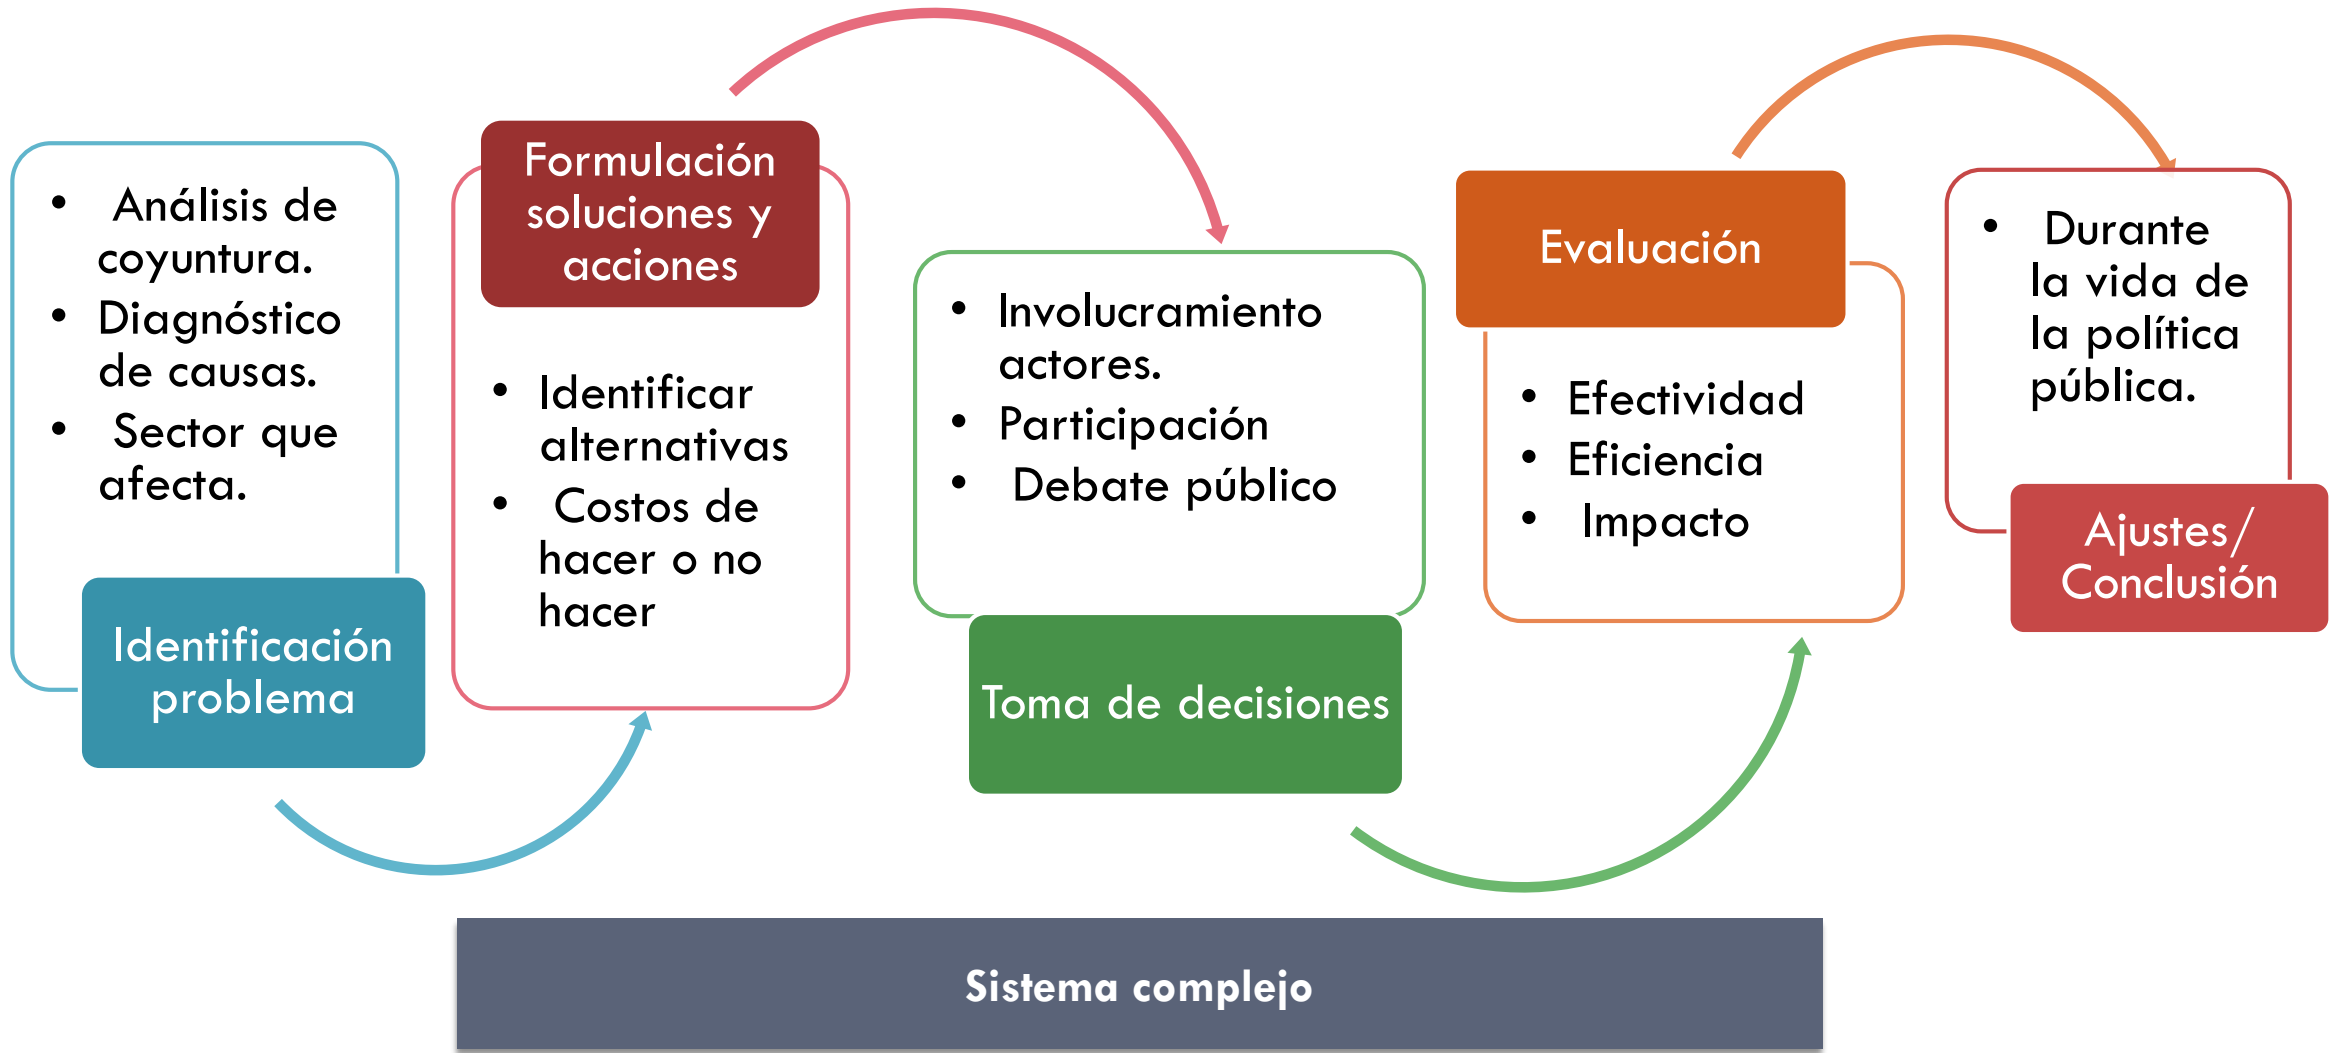 • Análisis de
coyuntura.
• Diagnóstico
de causas.
• Sector que
afecta.
Identificación
problema
Formulación
soluciones y
acciones
• Identificar
alternativas
• Costos de
hacer o no
hacer
• Involucramiento
actores.
• Participación
• Debate público
Toma de decisiones
Evaluación
• Efectividad
• Eficiencia
• Impacto
• Durante
la vida de
la política
pública.
Ajustes/
Conclusión
Sistema complejo